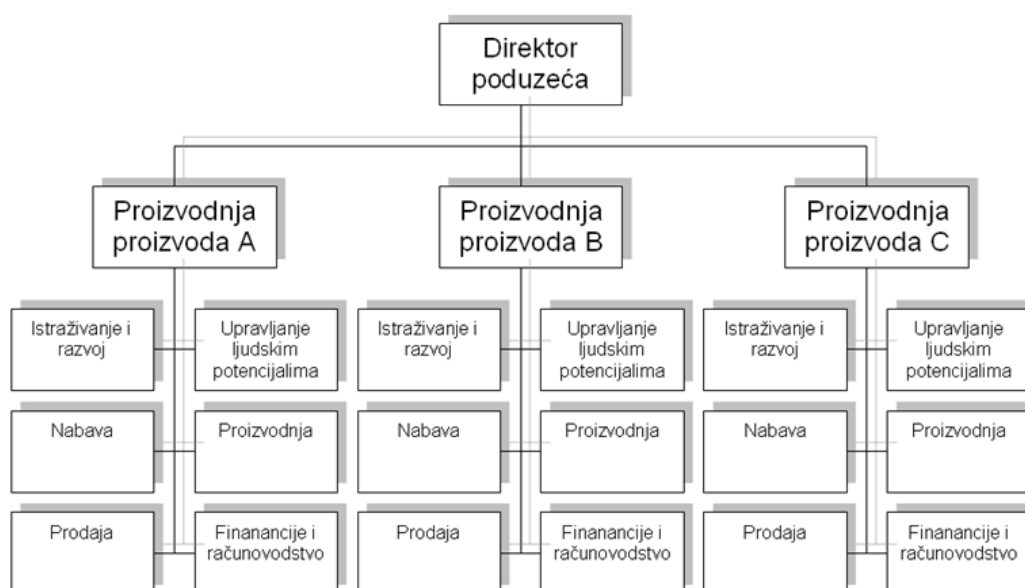 Direktor
poduzeća
Proizvodnja
proizvoda A
Proizvodnja
proizvoda B
Proizvodnja
proizvoda C
Istraživanje i
razvoj
Upravljanje
ljudskim
potencijalima
Istraživanje i
razvoj
Upravljanje
ljudskim
potencijalima
Istraživanje i
razvoj
Upravljanje
ljudskim
potencijalima
Nabava
Proizvodnja
Nabava
Proizvodnja
Nabava
Proizvodnja
Prodaja
Finanancije i
računovodstvo
Prodaja
Finanancije i
računovodstvo
Prodaja
Finanancije i
računovodstvo